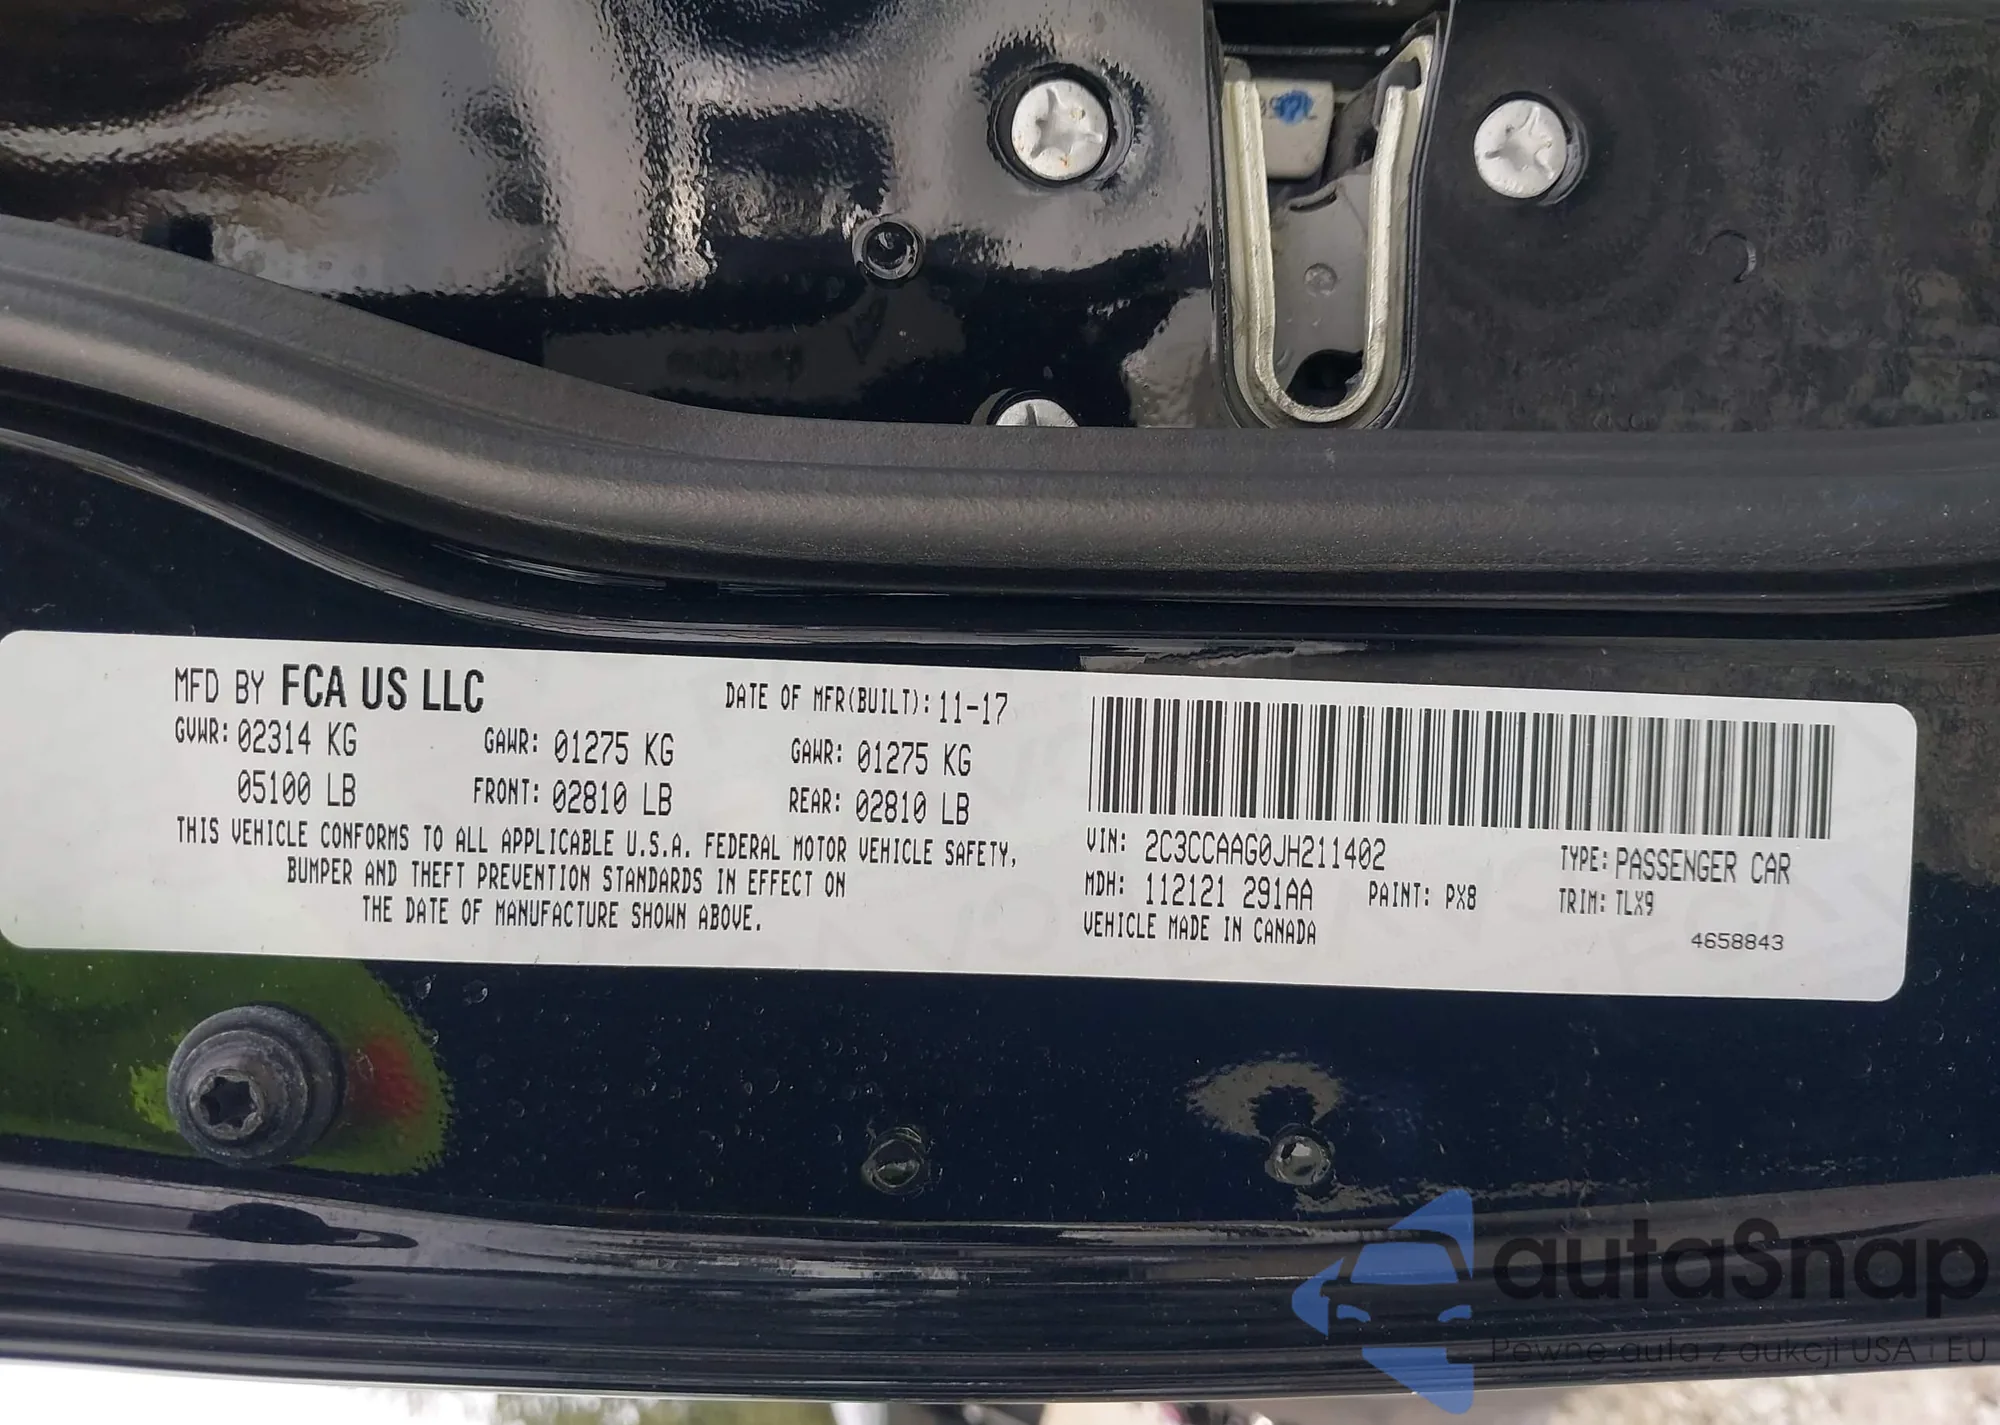 MFD BY FCA US LLC
DATE OF MFR(BUILT): 11-17
GVWR: 02314 KG GAWR: 01275 KG GAWR: 01275 KG
05100 LB FRONT: 02810 LB REAR: 02810 LB
THIS VEHICLE CONFORMS TO ALL APPLICABLE U.S.A. FEDERAL MOTOR VEHICLE SAFETY,
BUMPER AND THEFT PREVENTION STANDARDS IN EFFECT ON
THE DATE OF MANUFACTURE SHOWN ABOVE.
VIN: 2C3CCAAG0JH211402 TYPE: PASSENGER CAR
MDH: 112121 291AA PAINT: PX8 TRIM: TLX9
VEHICLE MADE IN CANADA
4658843
autaSnap
Pewne auta z aukcji USA i EU